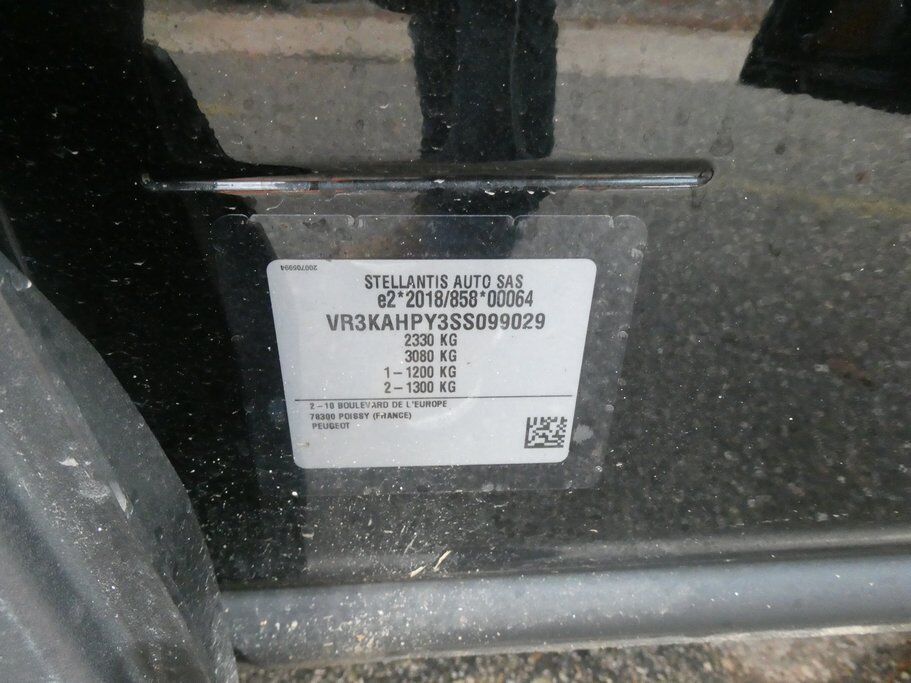 200705994
STELLANTIS AUTO SAS
e2*2018/858*00064
VR3KAHPY3SS099029
2330 KG
3080 KG
1-1200 KG
2-1300 KG
2-10 BOULEVARD DE L'EUROPE
78300 POISSY (FRANCE)
PEUGEOT